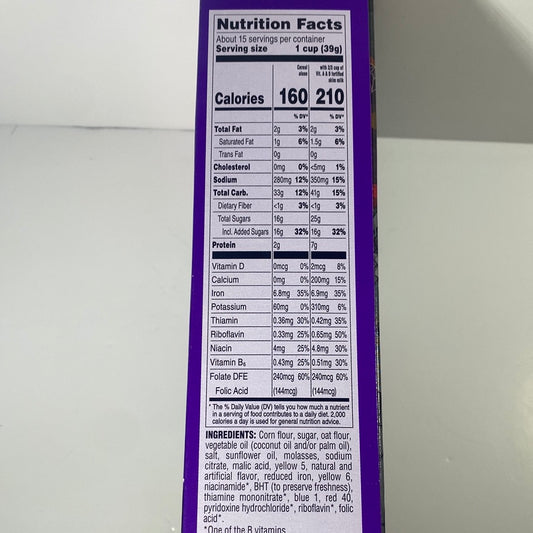 Nutrition Facts
About 15 servings per container
Serving size 1 cup (39g)
Cereal alone with 2/3 cup of Vit. A & D fortified skim milk
Calories 160 210
% DV* % DV*
Total Fat 2g 3% 2g 3%
Saturated Fat 1g 6% 1.5g 6%
Trans Fat 0g 0g
Cholesterol 0mg 0% <5mg 1%
Sodium 280mg 12% 350mg 15%
Total Carb. 33g 12% 41g 15%
Dietary Fiber <1g 3% <1g 3%
Total Sugars 16g 25g
Incl. Added Sugars 16g 32% 16g 32%
Protein 2g 7g
Vitamin D 0mcg 0% 2mcg 8%
Calcium 0mg 0% 200mg 15%
Iron 6.8mg 35% 6.9mg 35%
Potassium 60mg 0% 310mg 6%
Thiamin 0.36mg 30% 0.42mg 35%
Riboflavin 0.33mg 25% 0.65mg 50%
Niacin 4mg 25% 4.8mg 30%
Vitamin B₆ 0.43mg 25% 0.51mg 30%
Folate DFE 240mcg 60% 240mcg 60%
Folic Acid (144mcg) (144mcg)
* The % Daily Value (DV) tells you how much a nutrient
in a serving of food contributes to a daily diet. 2,000
calories a day is used for general nutrition advice.
INGREDIENTS: Corn flour, sugar, oat flour,
vegetable oil (coconut oil and/or palm oil),
salt, sunflower oil, molasses, sodium
citrate, malic acid, yellow 5, natural and
artificial flavor, reduced iron, yellow 6,
niacinamide*, BHT (to preserve freshness),
thiamine mononitrate*, blue 1, red 40,
pyridoxine hydrochloride*, riboflavin*, folic
acid*.
*One of the B vitamins